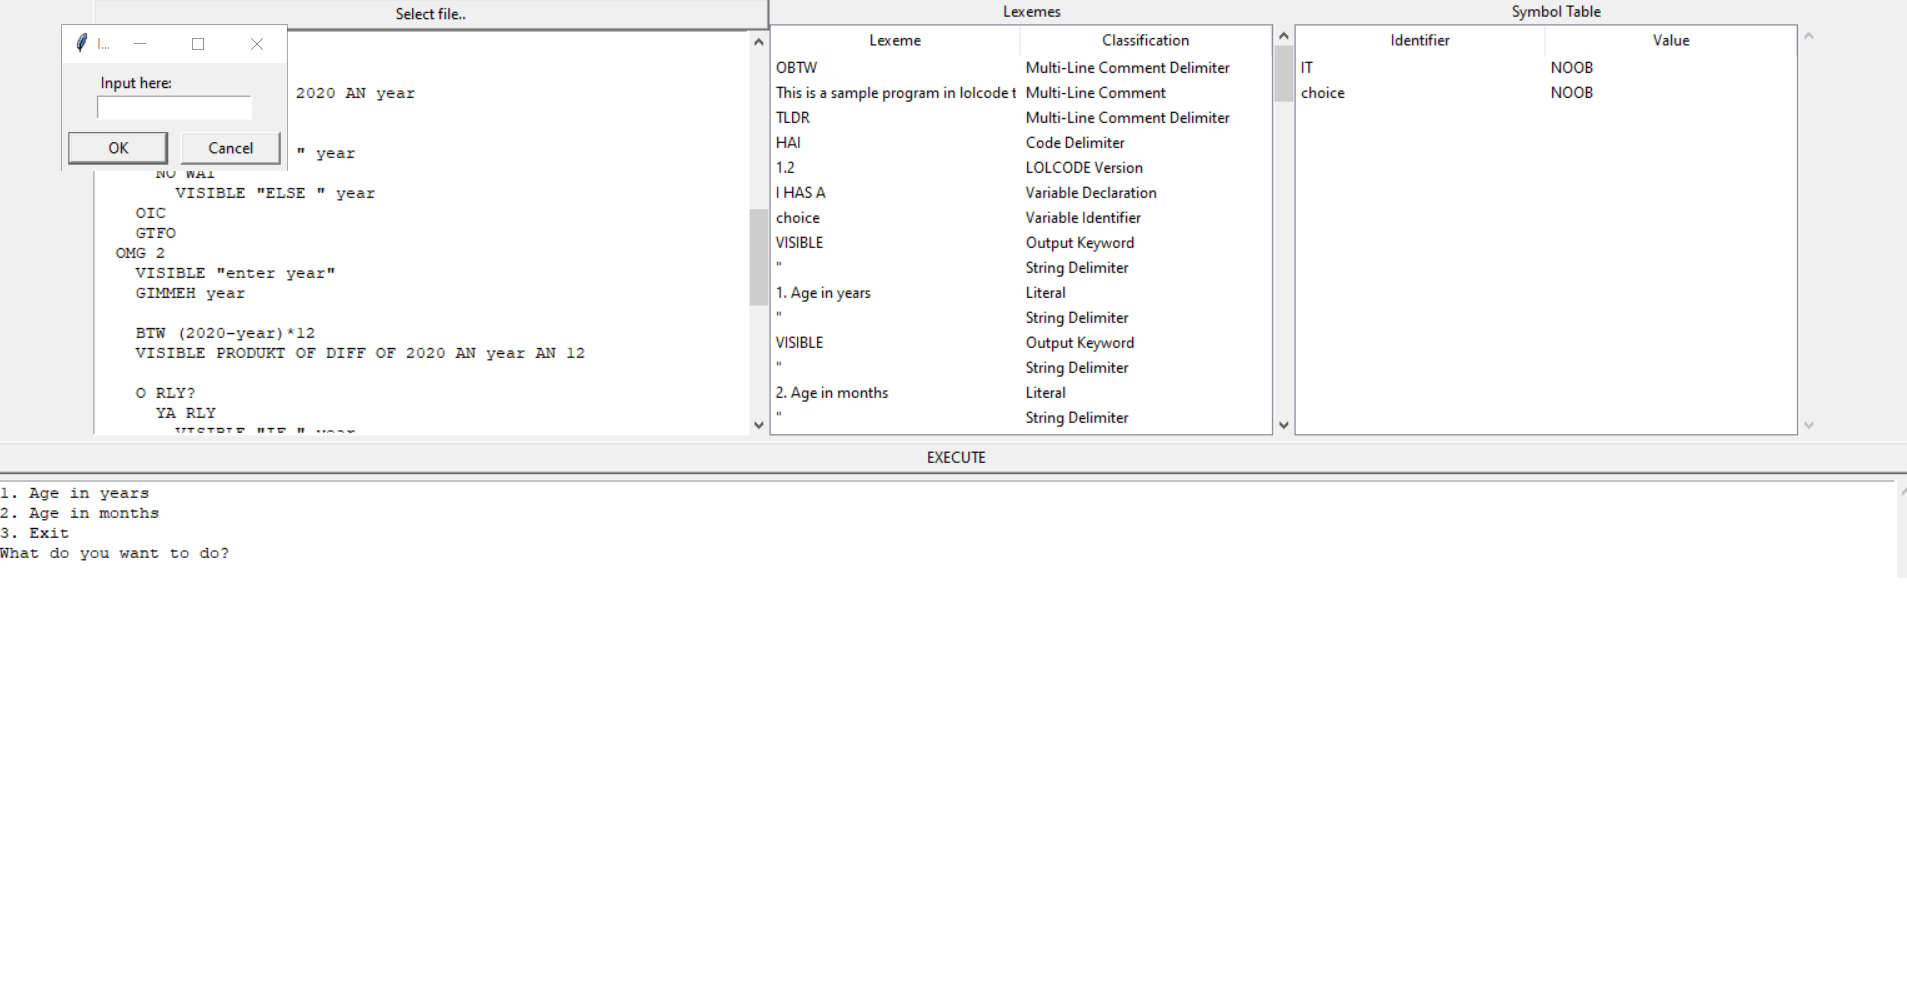 Select file..
I...
Input here:
OK Cancel
2020 AN year
" year
NO WAI
VISIBLE "ELSE " year
OIC
GTFO
OMG 2
VISIBLE "enter year"
GIMMEH year
BTW (2020-year)*12
VISIBLE PRODUKT OF DIFF OF 2020 AN year AN 12
O RLY?
YA RLY
VISIBLE "IF " year
Lexemes
Lexeme Classification
OBTW Multi-Line Comment Delimiter
This is a sample program in lolcode t Multi-Line Comment
TLDR Multi-Line Comment Delimiter
HAI Code Delimiter
1.2 LOLCODE Version
I HAS A Variable Declaration
choice Variable Identifier
VISIBLE Output Keyword
" String Delimiter
1. Age in years Literal
" String Delimiter
VISIBLE Output Keyword
" String Delimiter
2. Age in months Literal
" String Delimiter
Symbol Table
Identifier Value
IT NOOB
choice NOOB
EXECUTE
1. Age in years
2. Age in months
3. Exit
What do you want to do?